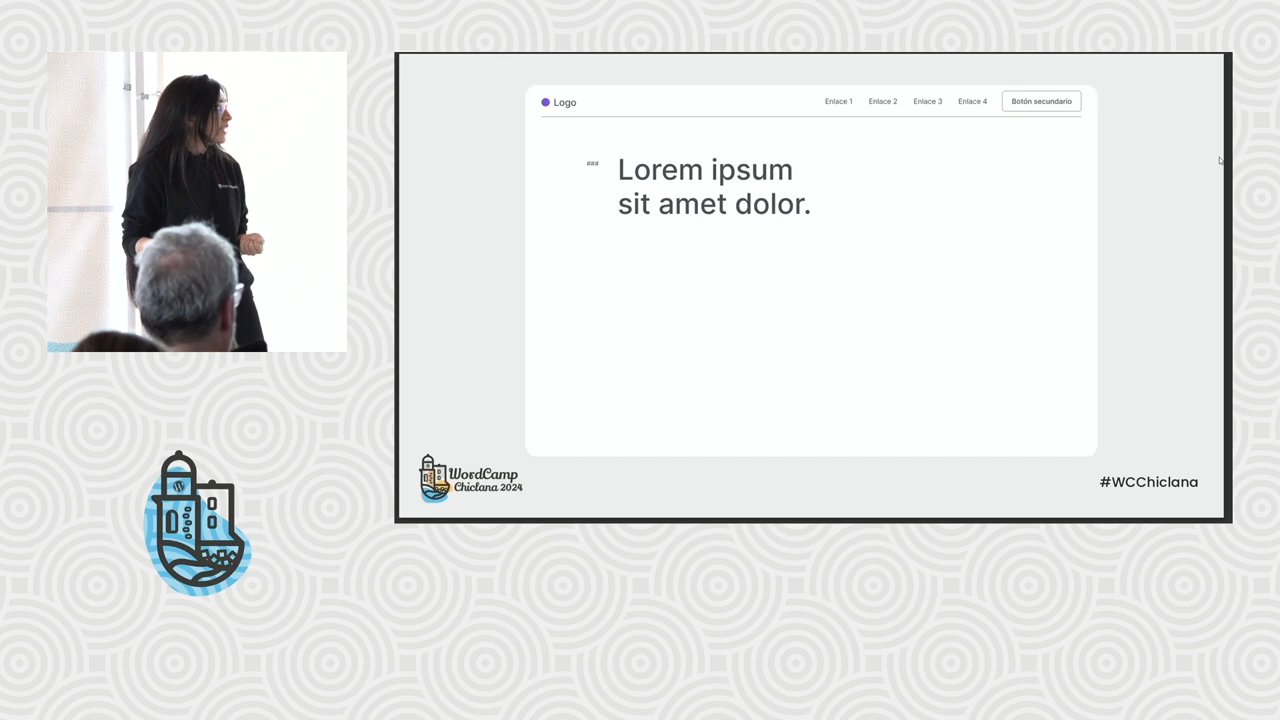 Logo
Enlace 1
Enlace 2
Enlace 3
Enlace 4
Botón secundario
###
Lorem ipsum
sit amet dolor.
WordCamp
Chiclana 2024
#WCChiclana